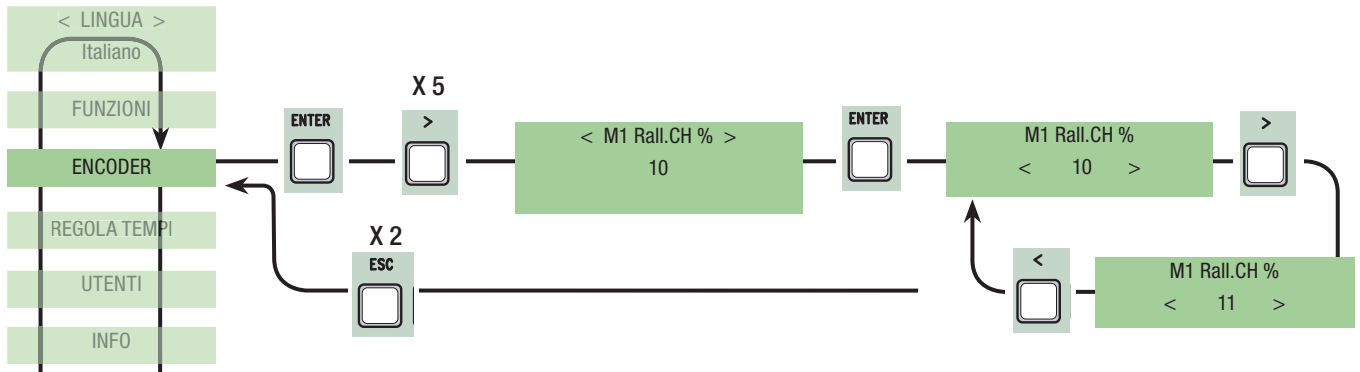 < LINGUA >
Italiano
FUNZIONI
ENCODER
REGOLA TEMPI
UTENTI
INFO
ENTER
X 5
>
< M1 Rall.CH % >
10
ENTER
M1 Rall.CH %
< 10 >
>
X 2
ESC
<
M1 Rall.CH %
< 11 >